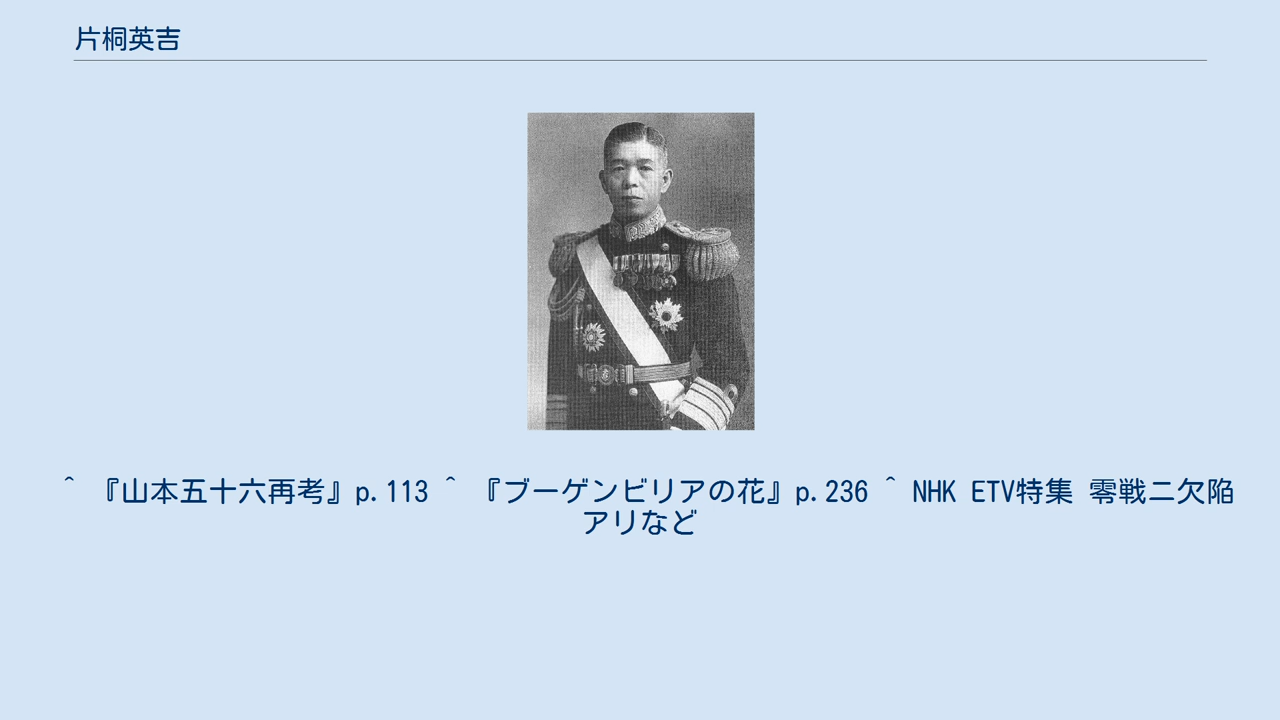 片桐英吉
^ 『山本五十六再考』p.113 ^ 『ブーゲンビリアの花』p.236 ^ NHK ETV特集 零戦ニ欠陥
アリなど